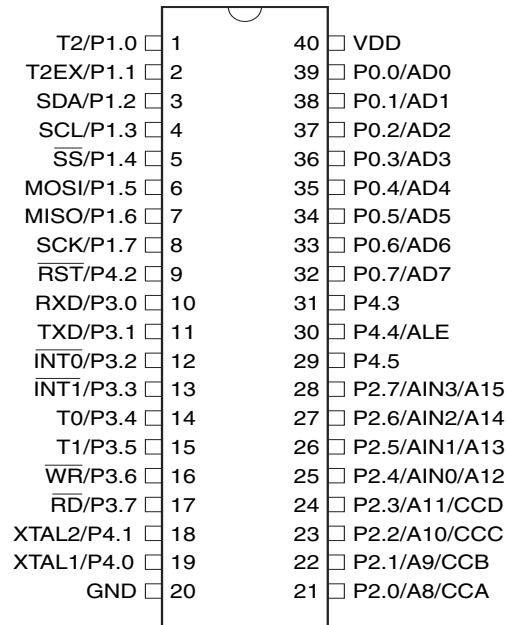 T2/P1.0 1 40 VDD
T2EX/P1.1 2 39 P0.0/AD0
SDA/P1.2 3 38 P0.1/AD1
SCL/P1.3 4 37 P0.2/AD2
S̅S̅/P1.4 5 36 P0.3/AD3
MOSI/P1.5 6 35 P0.4/AD4
MISO/P1.6 7 34 P0.5/AD5
SCK/P1.7 8 33 P0.6/AD6
R̅S̅T̅/P4.2 9 32 P0.7/AD7
RXD/P3.0 10 31 P4.3
TXD/P3.1 11 30 P4.4/ALE
I̅N̅T̅0̅/P3.2 12 29 P4.5
I̅N̅T̅1̅/P3.3 13 28 P2.7/AIN3/A15
T0/P3.4 14 27 P2.6/AIN2/A14
T1/P3.5 15 26 P2.5/AIN1/A13
W̅R̅/P3.6 16 25 P2.4/AIN0/A12
R̅D̅/P3.7 17 24 P2.3/A11/CCD
XTAL2/P4.1 18 23 P2.2/A10/CCC
XTAL1/P4.0 19 22 P2.1/A9/CCB
GND 20 21 P2.0/A8/CCA